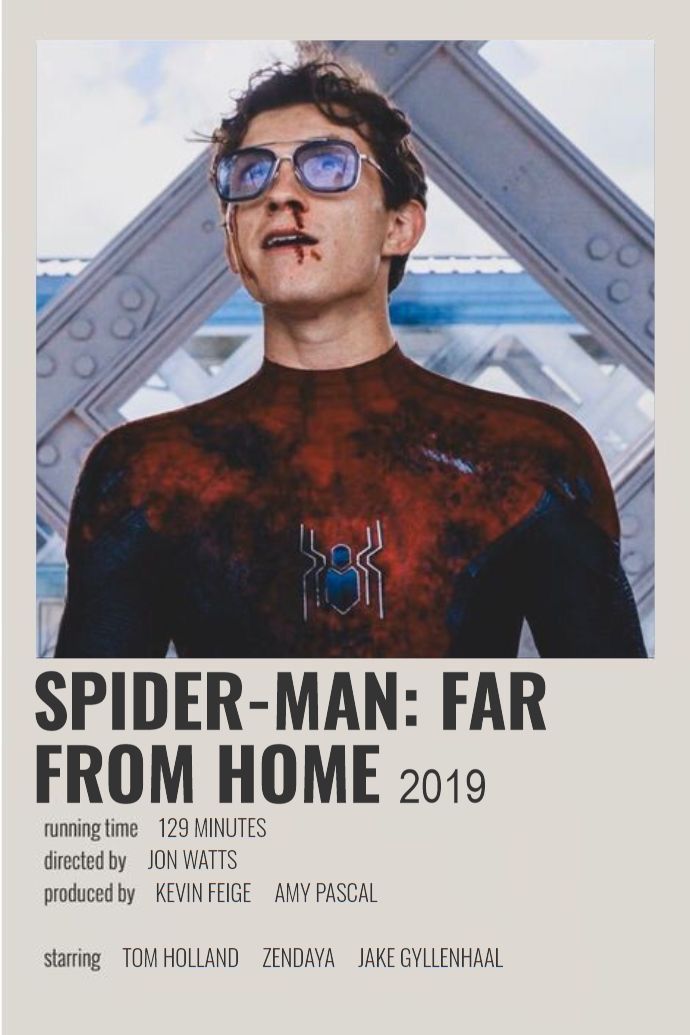 SPIDER-MAN: FAR
FROM HOME 2019
running time 129 MINUTES
directed by JON WATTS
produced by KEVIN FEIGE AMY PASCAL
starring TOM HOLLAND ZENDAYA JAKE GYLLENHAAL